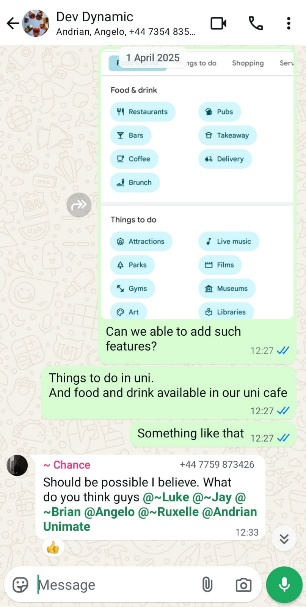 Dev Dynamic
Andrian, Angelo, +44 7354 835...
1 April 2025
ngs to do Shopping Serv
Food & drink
Restaurants Pubs
Bars Takeaway
Coffee Delivery
Brunch
Things to do
Attractions Live music
Parks Films
Gyms Museums
Art Libraries
Can we able to add such
features?
12:27
Things to do in uni.
And food and drink available in our uni cafe
12:27
Something like that 12:27
~ Chance +44 7759 873426
Should be possible I believe. What
do you think guys @~Luke @~Jay @
~Brian @Angelo @~Ruxelle @Andrian
Unimate
12:33
Message